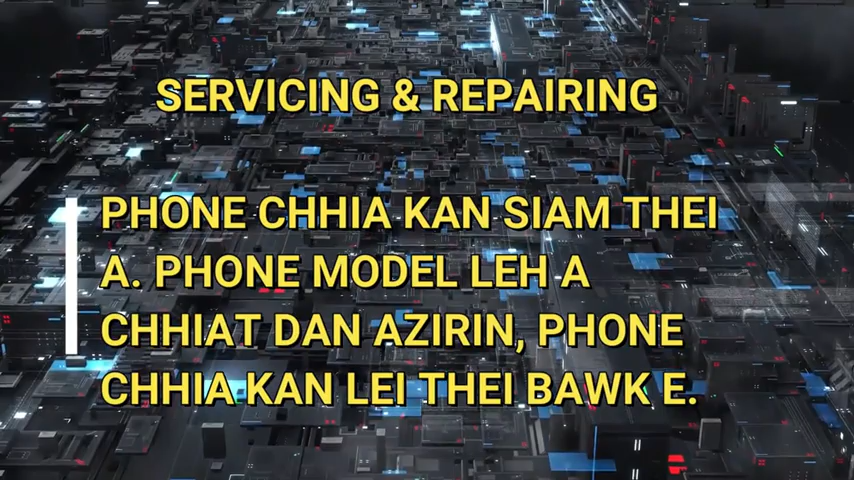 SERVICING & REPAIRING
PHONE CHHIA KAN SIAM THEI
A. PHONE MODEL LEH A
CHHIAT DAN AZIRIN, PHONE
CHHIA KAN LEI THEI BAWK E.